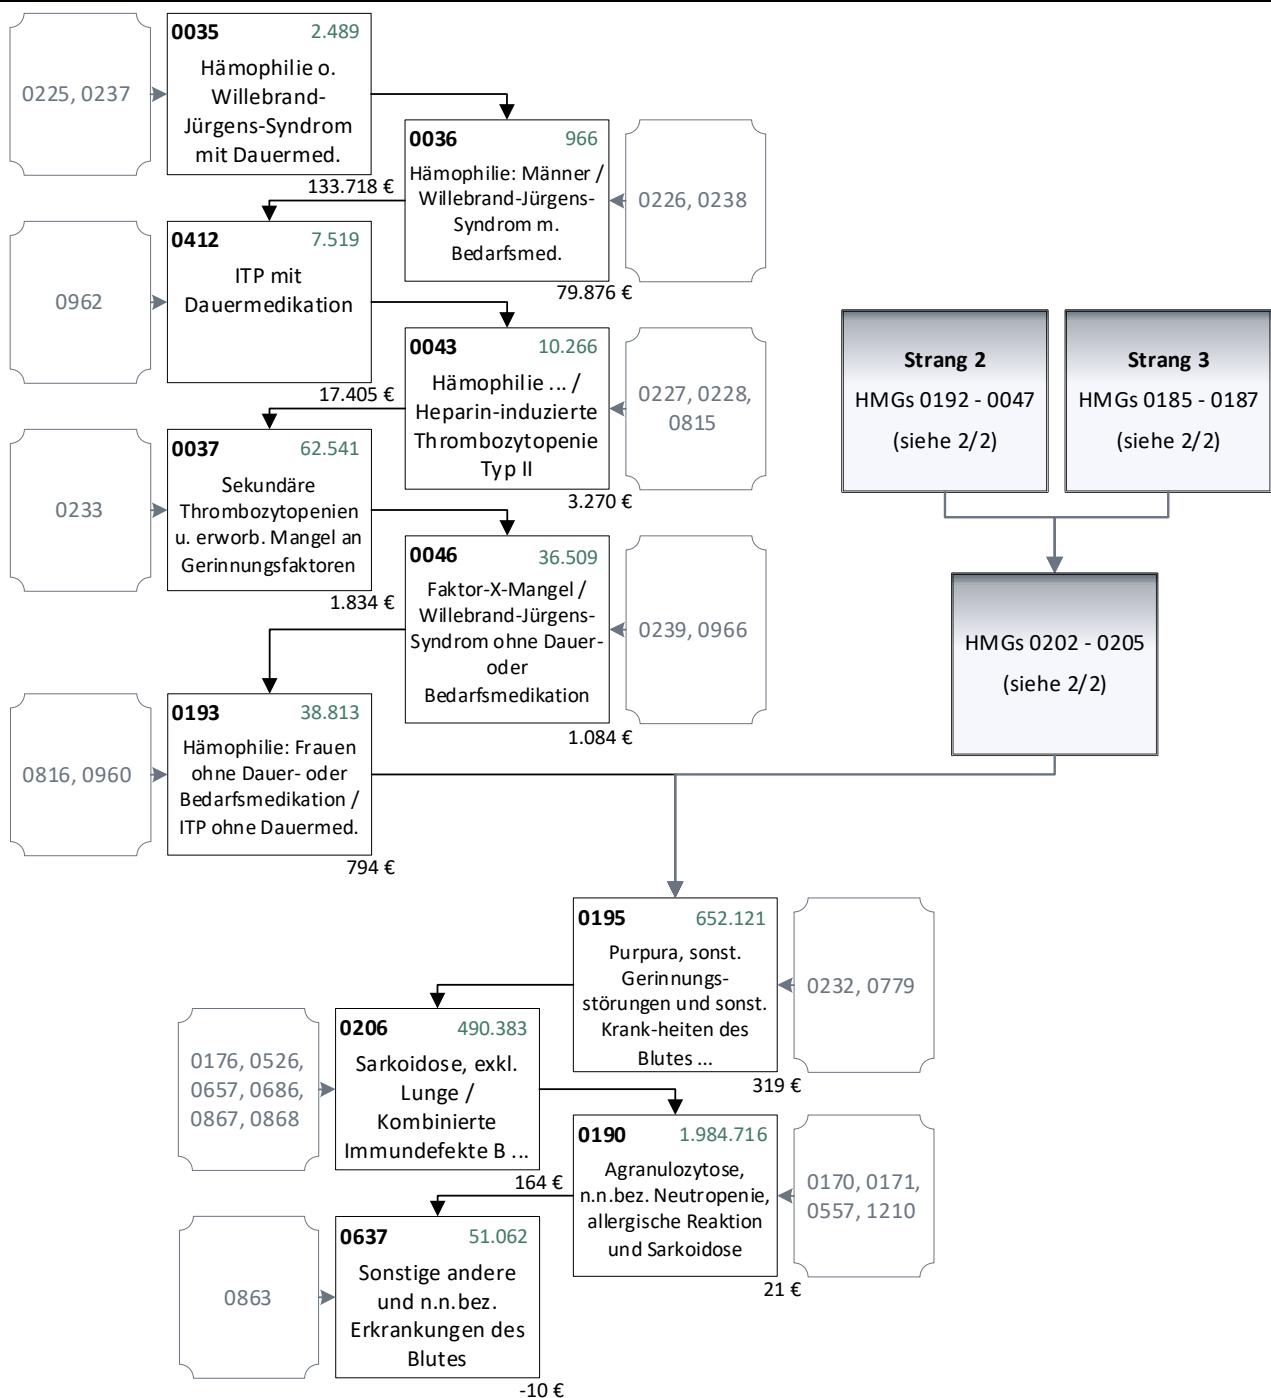 0225, 0237
0035 2.489
Hämophilie o.
Willebrand-
Jürgens-Syndrom
mit Dauermed.
133.718 €
0036 966
Hämophilie: Männer /
Willebrand-Jürgens-
Syndrom m.
Bedarfsmed.
79.876 €
0226, 0238
0962
0412 7.519
ITP mit
Dauermedikation
17.405 €
0043 10.266
Hämophilie ... /
Heparin-induzierte
Thrombozytopenie
Typ II
3.270 €
0227, 0228,
0815
0233
0037 62.541
Sekundäre
Thrombozytopenien
u. erworb. Mangel an
Gerinnungsfaktoren
1.834 €
0046 36.509
Faktor-X-Mangel /
Willebrand-Jürgens-
Syndrom ohne Dauer-
oder
Bedarfsmedikation
1.084 €
0239, 0966
0816, 0960
0193 38.813
Hämophilie: Frauen
ohne Dauer- oder
Bedarfsmedikation /
ITP ohne Dauermed.
794 €
Strang 2
HMGs 0192 - 0047
(siehe 2/2)
Strang 3
HMGs 0185 - 0187
(siehe 2/2)
HMGs 0202 - 0205
(siehe 2/2)
0195 652.121
Purpura, sonst.
Gerinnungs-
störungen und sonst.
Krank-heiten des
Blutes ...
319 €
0232, 0779
0176, 0526,
0657, 0686,
0867, 0868
0206 490.383
Sarkoidose, exkl.
Lunge /
Kombinierte
Immundefekte B ...
164 €
0190 1.984.716
Agranulozytose,
n.n.bez. Neutropenie,
allergische Reaktion
und Sarkoidose
21 €
0170, 0171,
0557, 1210
0863
0637 51.062
Sonstige andere
und n.n.bez.
Erkrankungen des
Blutes
-10 €